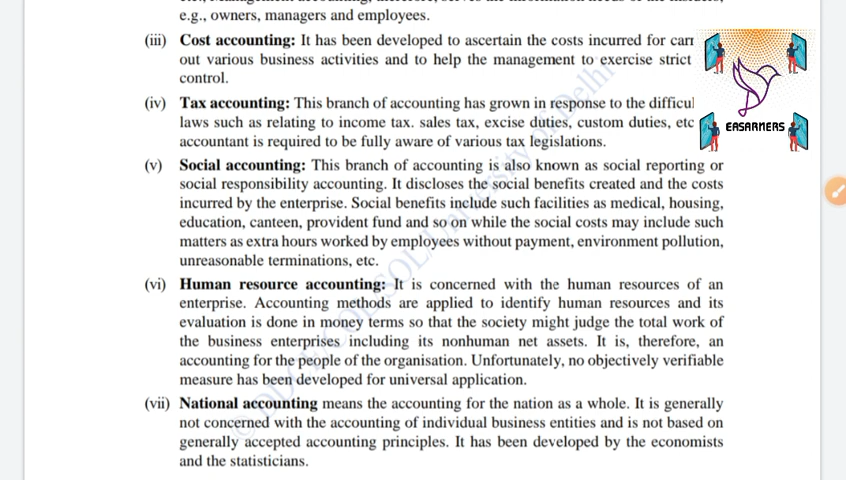 e.g., owners, managers and employees.
(iii) Cost accounting: It has been developed to ascertain the costs incurred for carr
out various business activities and to help the management to exercise strict
control.
(iv) Tax accounting: This branch of accounting has grown in response to the difficul
laws such as relating to income tax. sales tax, excise duties, custom duties, etc
accountant is required to be fully aware of various tax legislations.
(v) Social accounting: This branch of accounting is also known as social reporting or
social responsibility accounting. It discloses the social benefits created and the costs
incurred by the enterprise. Social benefits include such facilities as medical, housing,
education, canteen, provident fund and so on while the social costs may include such
matters as extra hours worked by employees without payment, environment pollution,
unreasonable terminations, etc.
(vi) Human resource accounting: It is concerned with the human resources of an
enterprise. Accounting methods are applied to identify human resources and its
evaluation is done in money terms so that the society might judge the total work of
the business enterprises including its nonhuman net assets. It is, therefore, an
accounting for the people of the organisation. Unfortunately, no objectively verifiable
measure has been developed for universal application.
(vii) National accounting means the accounting for the nation as a whole. It is generally
not concerned with the accounting of individual business entities and is not based on
generally accepted accounting principles. It has been developed by the economists
and the statisticians.
EASARNERS